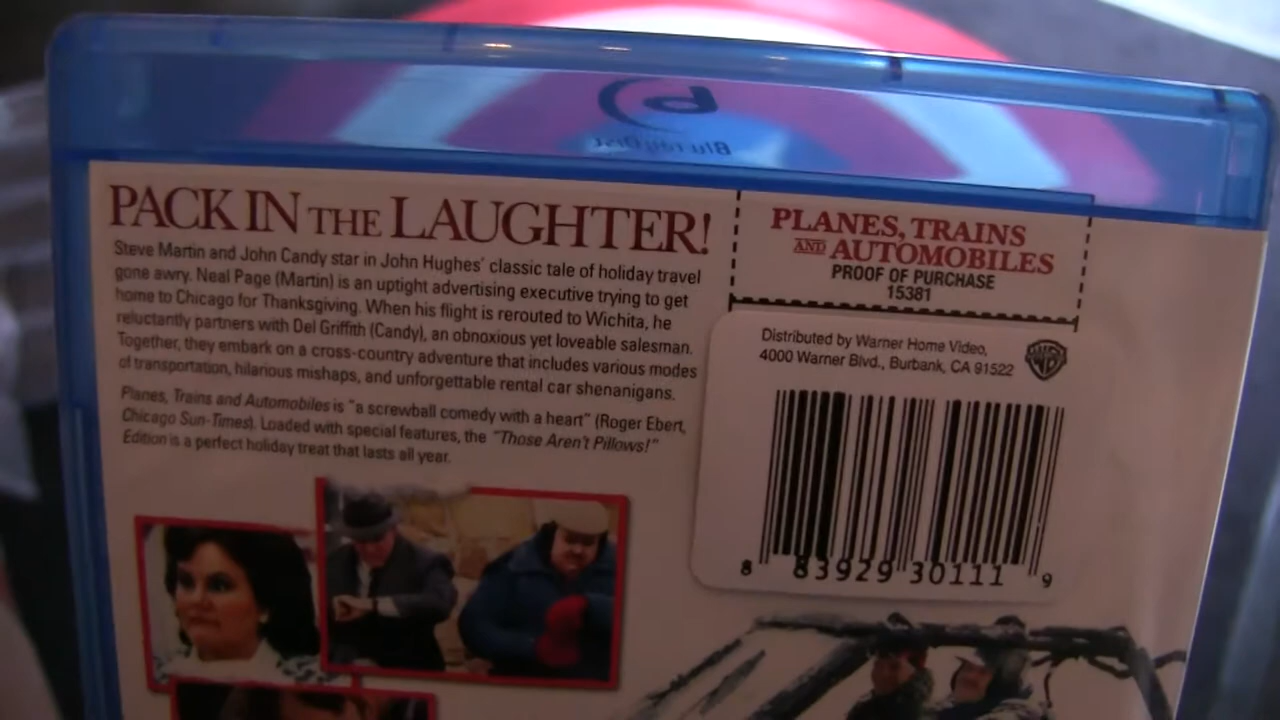 Blu-ray Disc
PACK IN THE LAUGHTER!
Steve Martin and John Candy star in John Hughes' classic tale of holiday travel
gone awry. Neal Page (Martin) is an uptight advertising executive trying to get
home to Chicago for Thanksgiving. When his flight is rerouted to Wichita, he
reluctantly partners with Del Griffith (Candy), an obnoxious yet loveable salesman.
Together, they embark on a cross-country adventure that includes various modes
of transportation, hilarious mishaps, and unforgettable rental car shenanigans.
Planes, Trains and Automobiles is "a screwball comedy with a heart" (Roger Ebert,
Chicago Sun-Times). Loaded with special features, the "Those Aren't Pillows!"
Edition is a perfect holiday treat that lasts all year.
PLANES, TRAINS
AND AUTOMOBILES
PROOF OF PURCHASE
15381
Distributed by Warner Home Video,
4000 Warner Blvd., Burbank, CA 91522
8 83929 30111 9